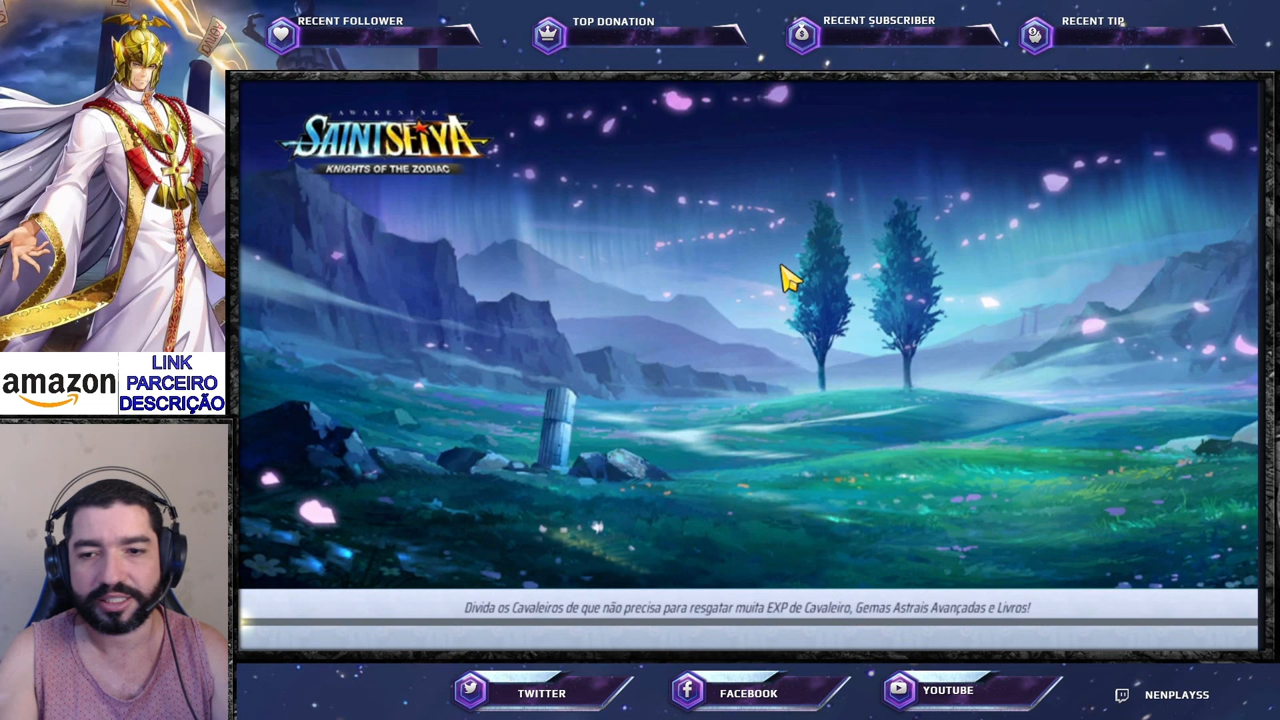 RECENT FOLLOWER
TOP DONATION
RECENT SUBSCRIBER
RECENT TIP
AWAKENING
SAINT SEIYA
KNIGHTS OF THE ZODIAC
amazon
LINK
PARCEIRO
DESCRIÇÃO
Divida os Cavaleiros de que não precisa para resgatar muita EXP de Cavaleiro, Gemas Astrais Avançadas e Livros!
TWITTER
FACEBOOK
YOUTUBE
NENPLAYSS